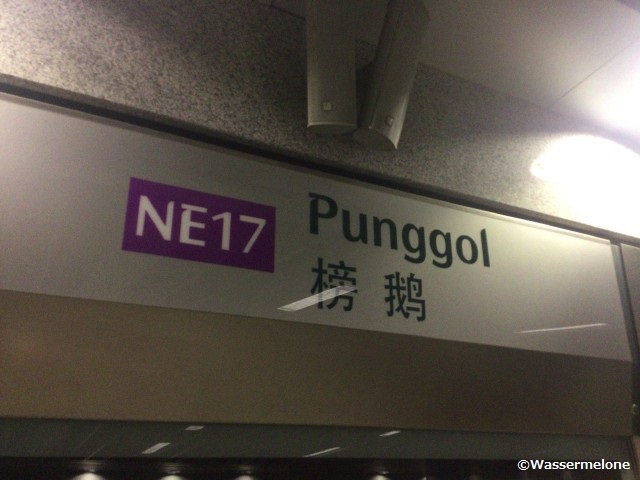 NE17 Punggol
榜鹅
©Wassermelone